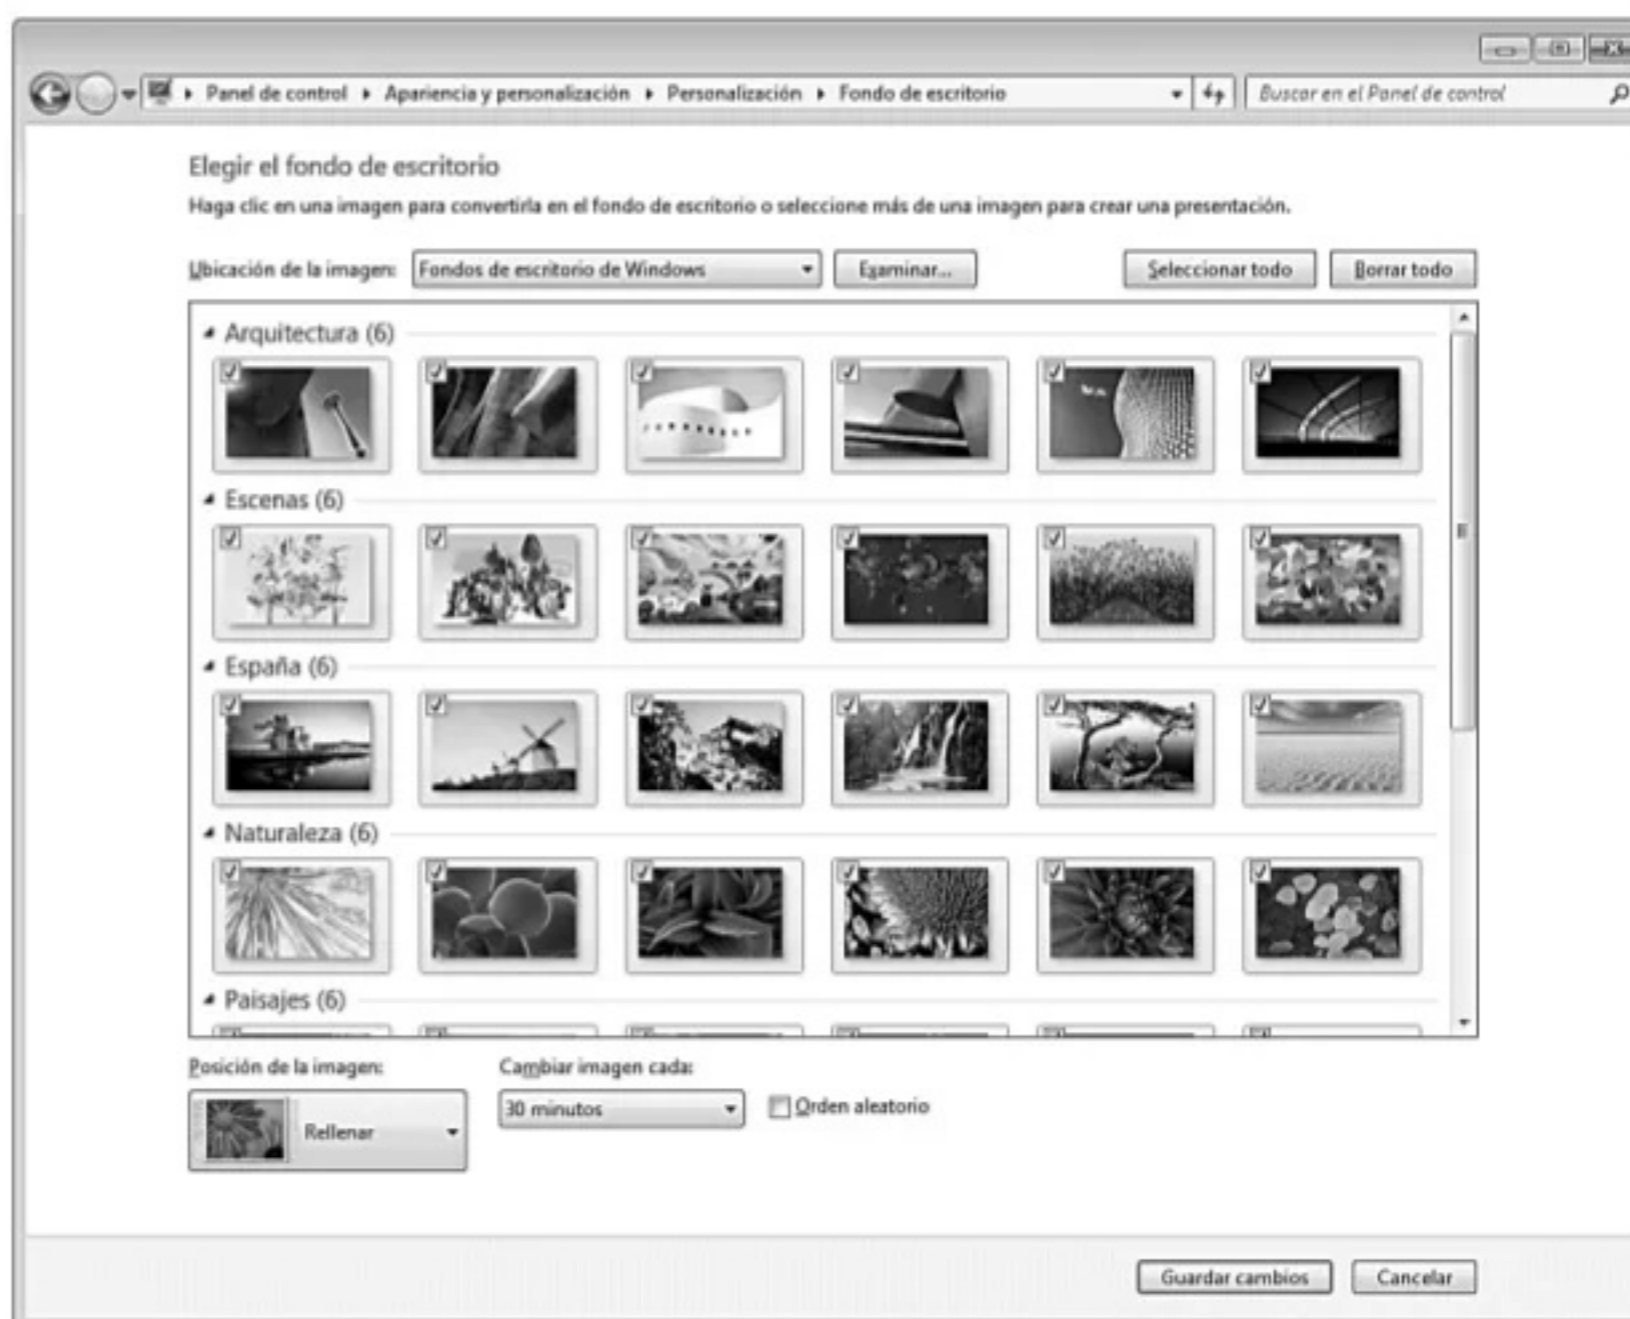 Panel de control ▸ Apariencia y personalización ▸ Personalización ▸ Fondo de escritorio
Buscar en el Panel de control
Elegir el fondo de escritorio
Haga clic en una imagen para convertirla en el fondo de escritorio o seleccione más de una imagen para crear una presentación.
Ubicación de la imagen: Fondos de escritorio de Windows Examinar... Seleccionar todo Borrar todo
Arquitectura (6)
Escenas (6)
España (6)
Naturaleza (6)
Paisajes (6)
Posición de la imagen: Cambiar imagen cada:
Rellenar
30 minutos
Orden aleatorio
Guardar cambios Cancelar